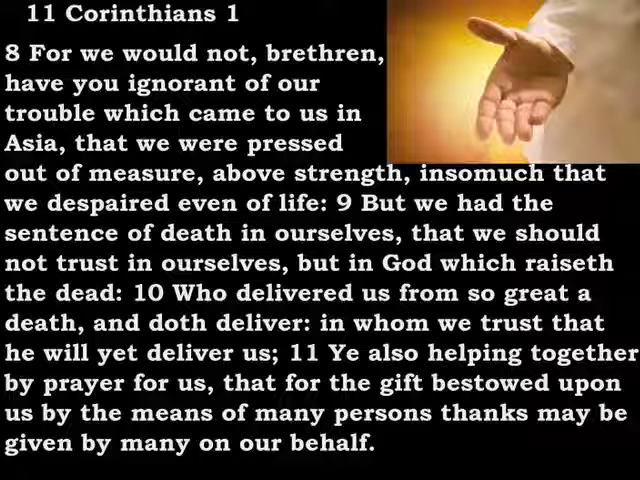 11 Corinthians 1
8 For we would not, brethren,
have you ignorant of our
trouble which came to us in
Asia, that we were pressed
out of measure, above strength, insomuch that
we despaired even of life: 9 But we had the
sentence of death in ourselves, that we should
not trust in ourselves, but in God which raiseth
the dead: 10 Who delivered us from so great a
death, and doth deliver: in whom we trust that
he will yet deliver us; 11 Ye also helping together
by prayer for us, that for the gift bestowed upon
us by the means of many persons thanks may be
given by many on our behalf.